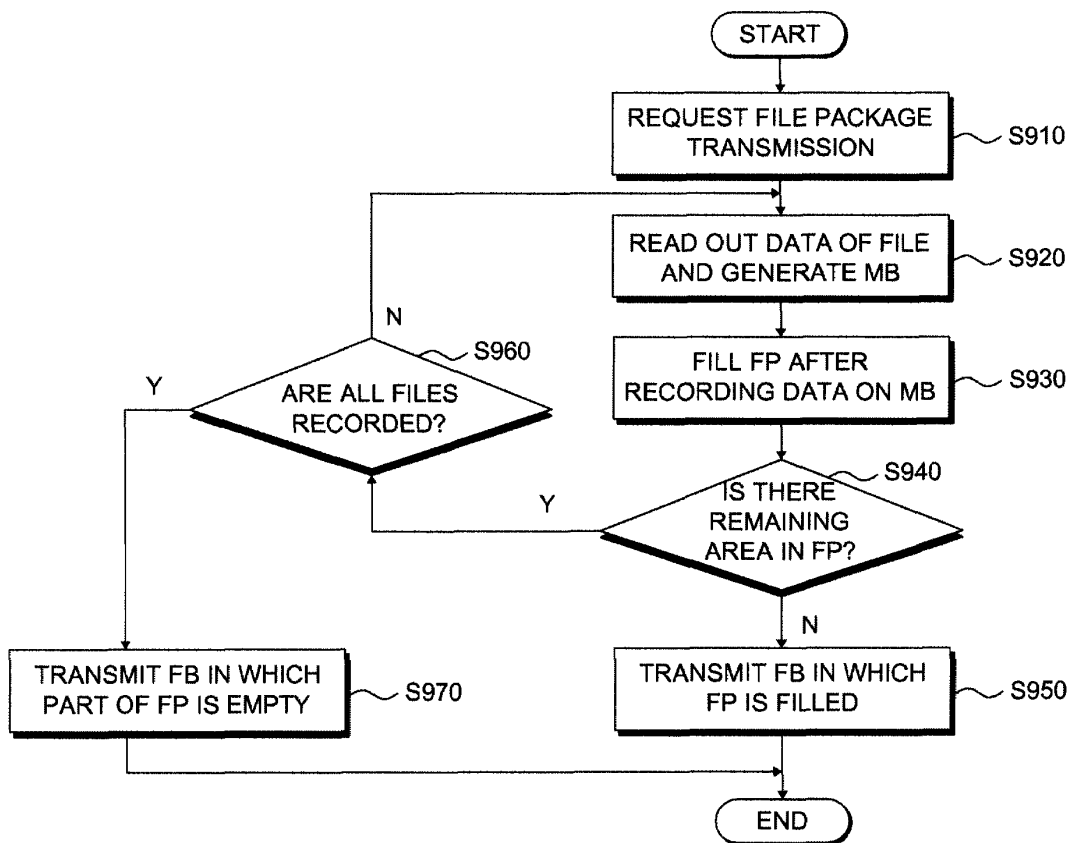 START
REQUEST FILE PACKAGE
TRANSMISSION
S910
READ OUT DATA OF FILE
AND GENERATE MB
S920
N
S960
FILL FP AFTER
RECORDING DATA ON MB
S930
Y
ARE ALL FILES
RECORDED?
S940
Y
IS THERE
REMAINING
AREA IN FP?
N
TRANSMIT FB IN WHICH
PART OF FP IS EMPTY
S970
TRANSMIT FB IN WHICH
FP IS FILLED
S950
END